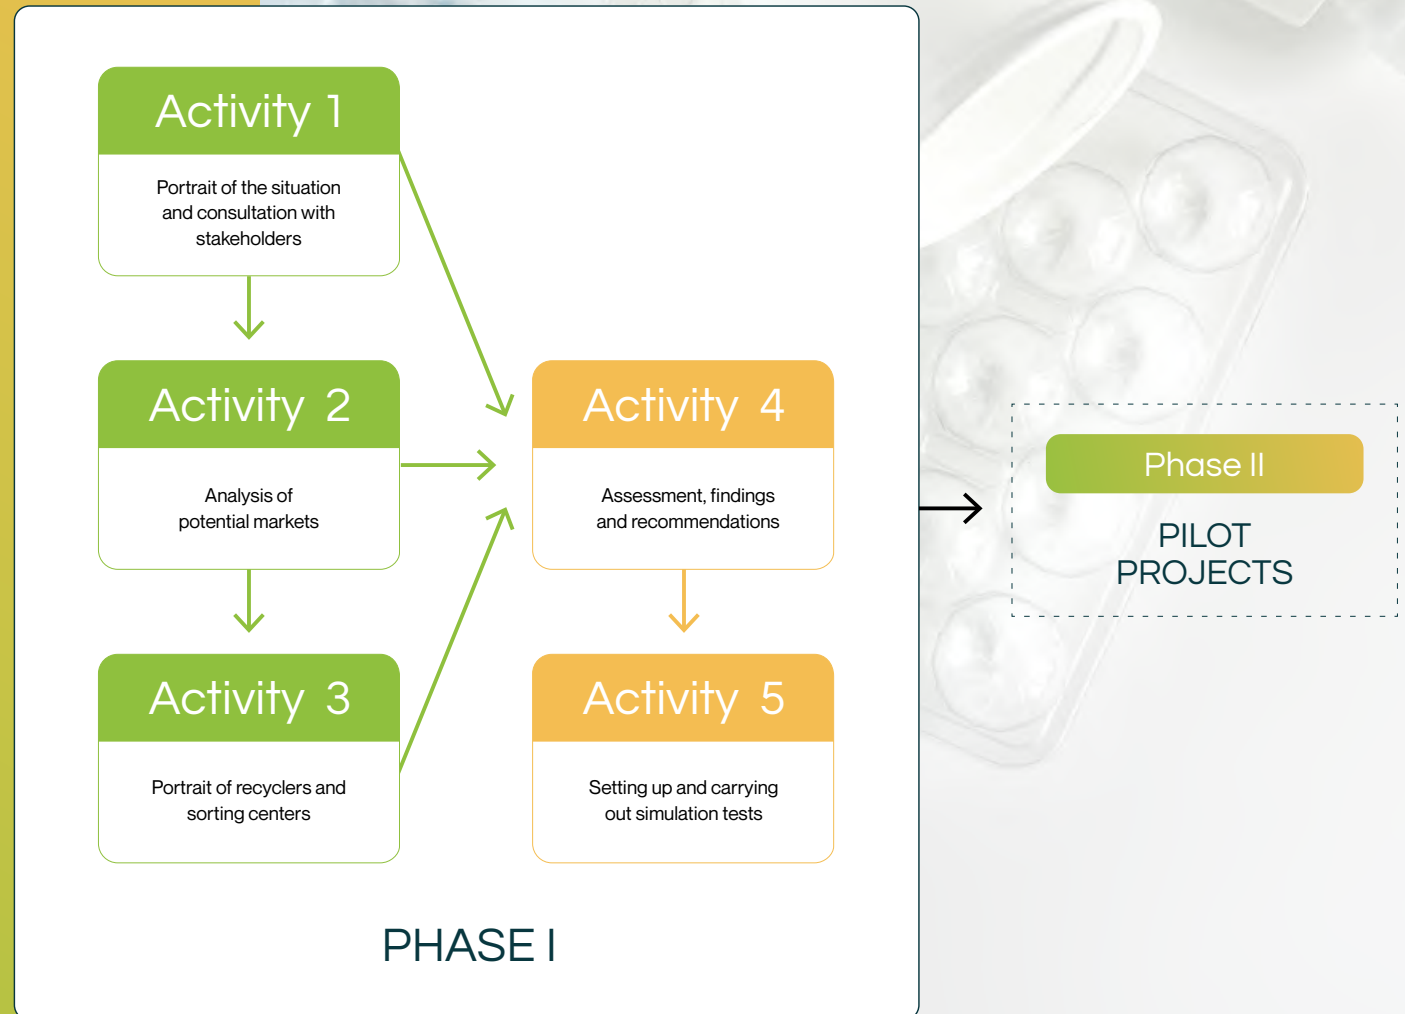 Activity 1
Portrait of the situation
and consultation with
stakeholders
Activity 2
Analysis of
potential markets
Activity 3
Portrait of recyclers and
sorting centers
Activity 4
Assessment, findings
and recommendations
Activity 5
Setting up and carrying
out simulation tests
PHASE I
Phase II
PILOT
PROJECTS